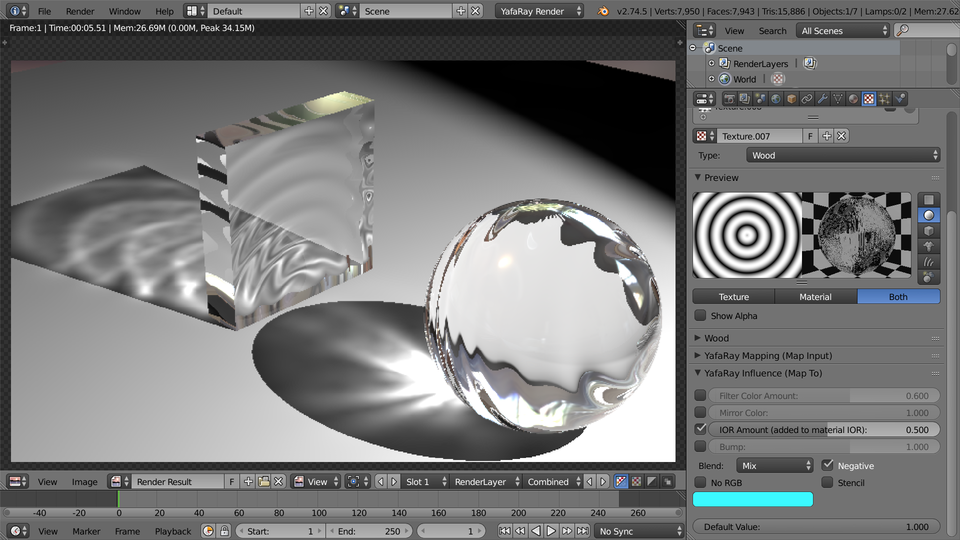 File Render Window Help Default Scene YafaRay Render v2.74.5 | Verts:7,950 | Faces:7,943 | Tris:15,886 | Objects:1/7 | Lamps:0/2 | Mem:27.62
Frame:1 | Time:00:05.51 | Mem:26.69M (0.00M, Peak 34.15M)
View Search All Scenes
Scene
RenderLayers
World
Texture.007 F
Type: Wood
Preview
Texture Material Both
Show Alpha
Wood
YafaRay Mapping (Map Input)
YafaRay Influence (Map To)
Filter Color Amount: 0.600
Mirror Color: 1.000
IOR Amount (added to material IOR): 0.500
Bump: 1.000
Blend: Mix Negative
No RGB Stencil
Default Value: 1.000
View Image Render Result F View Slot 1 RenderLayer Combined
-40 -20 0 20 40 60 80 100 120 140 160 180 200 220 240 260
View Marker Frame Playback Start: 1 End: 250 1 No Sync